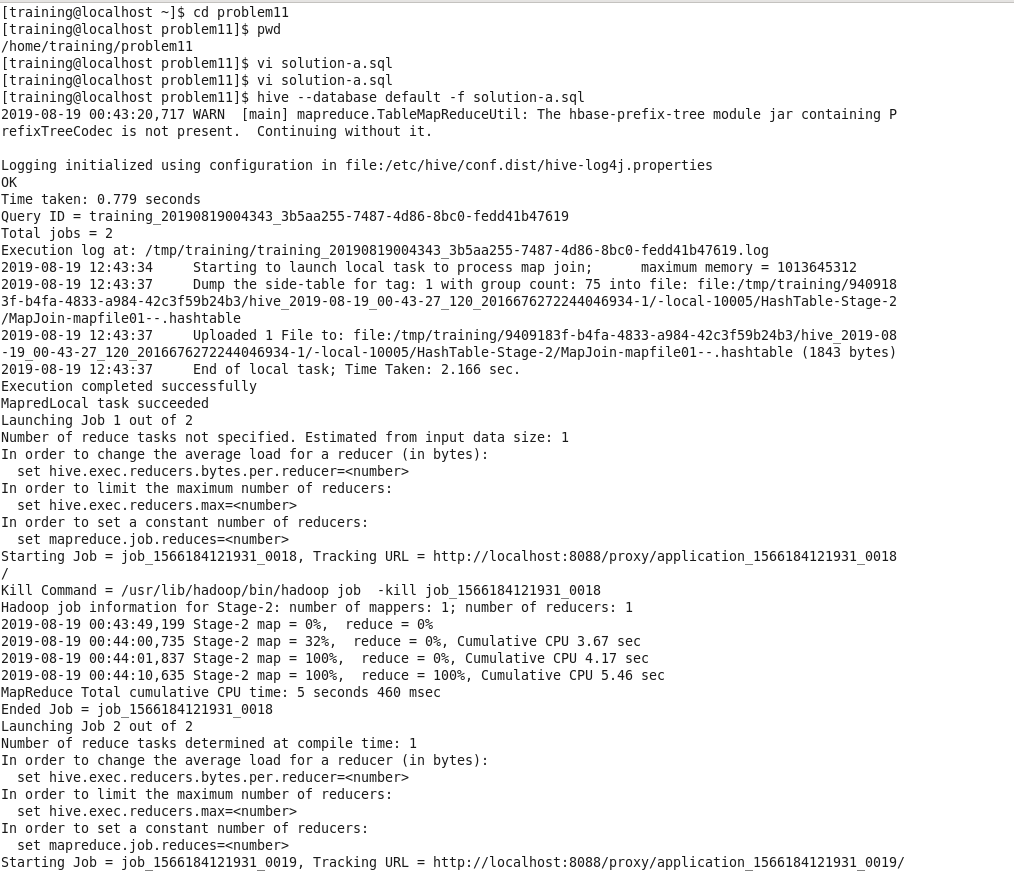 [training@localhost ~]$ cd problem11
[training@localhost problem11]$ pwd
/home/training/problem11
[training@localhost problem11]$ vi solution-a.sql
[training@localhost problem11]$ vi solution-a.sql
[training@localhost problem11]$ hive --database default -f solution-a.sql
2019-08-19 00:43:20,717 WARN  [main] mapreduce.TableMapReduceUtil: The hbase-prefix-tree module jar containing P
refixTreeCodec is not present.  Continuing without it.

Logging initialized using configuration in file:/etc/hive/conf.dist/hive-log4j.properties
OK
Time taken: 0.779 seconds
Query ID = training_20190819004343_3b5aa255-7487-4d86-8bc0-fedd41b47619
Total jobs = 2
Execution log at: /tmp/training/training_20190819004343_3b5aa255-7487-4d86-8bc0-fedd41b47619.log
2019-08-19 12:43:34     Starting to launch local task to process map join;      maximum memory = 1013645312
2019-08-19 12:43:37     Dump the side-table for tag: 1 with group count: 75 into file: file:/tmp/training/940918
3f-b4fa-4833-a984-42c3f59b24b3/hive_2019-08-19_00-43-27_120_2016676272244046934-1/-local-10005/HashTable-Stage-2
/MapJoin-mapfile01--.hashtable
2019-08-19 12:43:37     Uploaded 1 File to: file:/tmp/training/9409183f-b4fa-4833-a984-42c3f59b24b3/hive_2019-08
-19_00-43-27_120_2016676272244046934-1/-local-10005/HashTable-Stage-2/MapJoin-mapfile01--.hashtable (1843 bytes)
2019-08-19 12:43:37     End of local task; Time Taken: 2.166 sec.
Execution completed successfully
MapredLocal task succeeded
Launching Job 1 out of 2
Number of reduce tasks not specified. Estimated from input data size: 1
In order to change the average load for a reducer (in bytes):
  set hive.exec.reducers.bytes.per.reducer=<number>
In order to limit the maximum number of reducers:
  set hive.exec.reducers.max=<number>
In order to set a constant number of reducers:
  set mapreduce.job.reduces=<number>
Starting Job = job_1566184121931_0018, Tracking URL = http://localhost:8088/proxy/application_1566184121931_0018
/
Kill Command = /usr/lib/hadoop/bin/hadoop job  -kill job_1566184121931_0018
Hadoop job information for Stage-2: number of mappers: 1; number of reducers: 1
2019-08-19 00:43:49,199 Stage-2 map = 0%,  reduce = 0%
2019-08-19 00:44:00,735 Stage-2 map = 32%,  reduce = 0%, Cumulative CPU 3.67 sec
2019-08-19 00:44:01,837 Stage-2 map = 100%,  reduce = 0%, Cumulative CPU 4.17 sec
2019-08-19 00:44:10,635 Stage-2 map = 100%,  reduce = 100%, Cumulative CPU 5.46 sec
MapReduce Total cumulative CPU time: 5 seconds 460 msec
Ended Job = job_1566184121931_0018
Launching Job 2 out of 2
Number of reduce tasks determined at compile time: 1
In order to change the average load for a reducer (in bytes):
  set hive.exec.reducers.bytes.per.reducer=<number>
In order to limit the maximum number of reducers:
  set hive.exec.reducers.max=<number>
In order to set a constant number of reducers:
  set mapreduce.job.reduces=<number>
Starting Job = job_1566184121931_0019, Tracking URL = http://localhost:8088/proxy/application_1566184121931_0019/